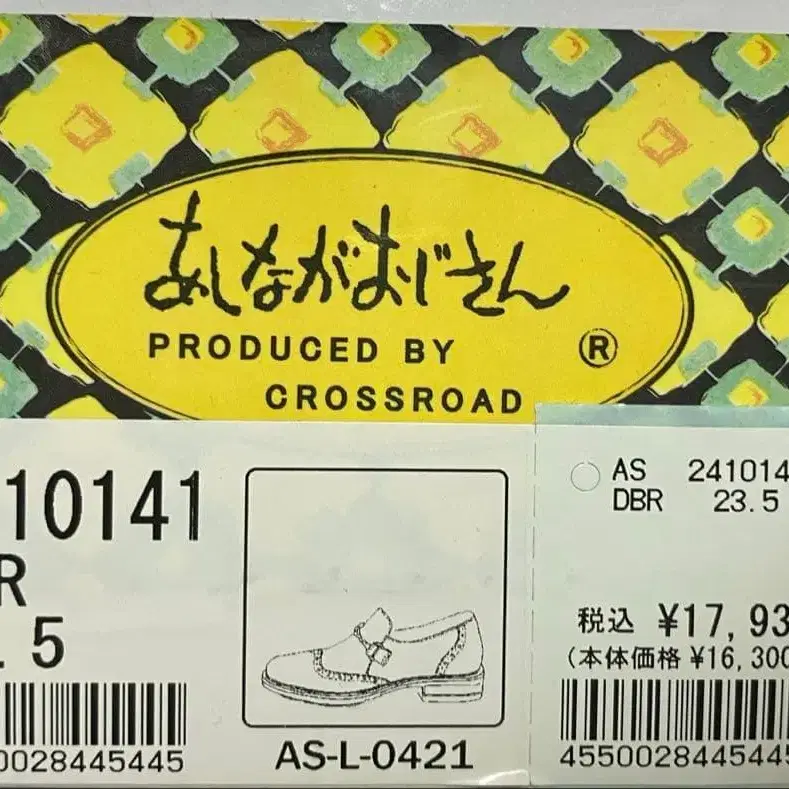 あしながおじさん
PRODUCED BY
®
CROSSROAD
10141
R
. 5
0028445445
AS-L-0421
AS 241014
DBR 23.5
税込 ¥17,93
(本体価格 ¥16,300
455002844544